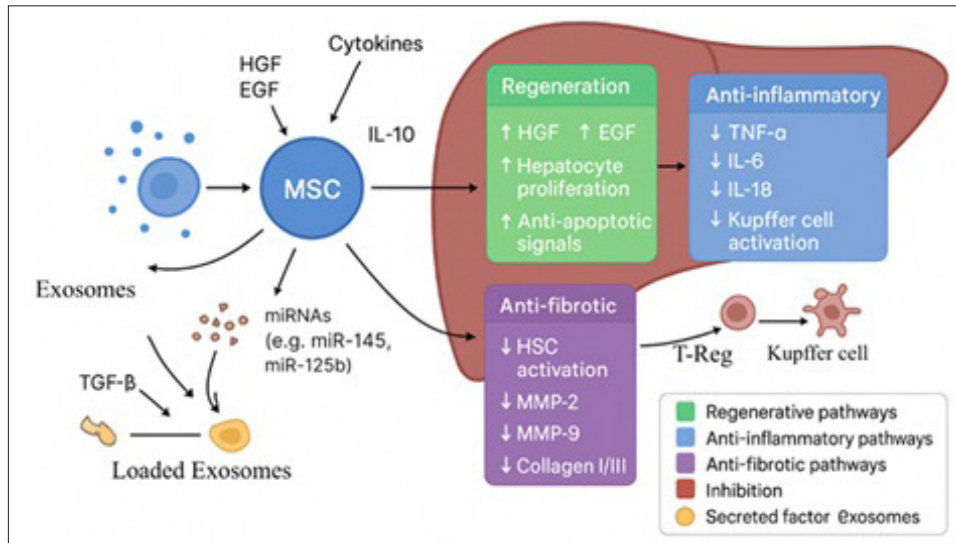 HGF
EGF
Cytokines
IL-10
MSC
Exosomes
miRNAs
(e.g. miR-145,
miR-125b)
TGF-β
Loaded Exosomes
Regeneration
↑ HGF ↑ EGF
↑ Hepatocyte
proliferation
↑ Anti-apoptotic
signals
Anti-inflammatory
↓ TNF-α
↓ IL-6
↓ IL-18
↓ Kupffer cell
activation
Anti-fibrotic
↓ HSC
activation
↓ MMP-2
↓ MMP-9
↓ Collagen I/III
T-Reg
Kupffer cell
Regenerative pathways
Anti-inflammatory pathways
Anti-fibrotic pathways
Inhibition
Secreted factor exosomes